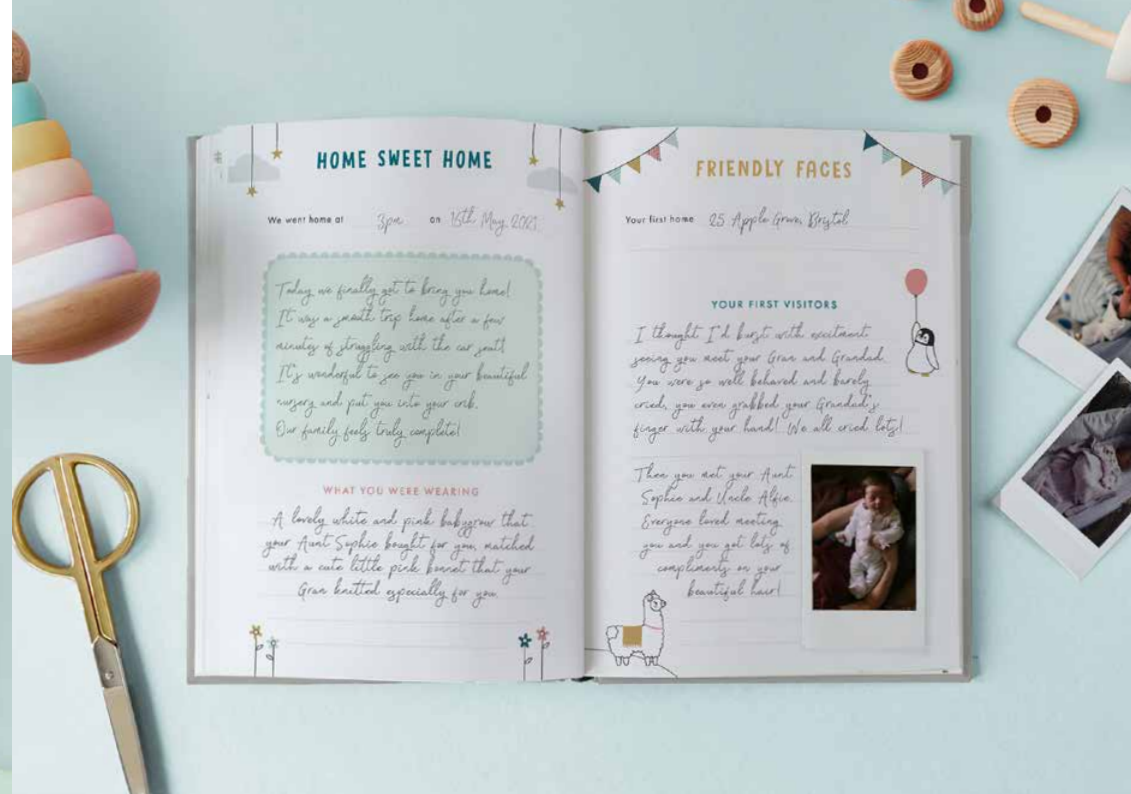 HOME SWEET HOME
We went home at 3pm on 16th May, 2021
Today we finally got to bring you home!
It was a smooth trip home after a few
minutes of struggling with the car seat!
It's wonderful to see you in your beautiful
nursery and put you into your crib.
Our family feels truly complete!
WHAT YOU WERE WEARING
A lovely white and pink babygrow that
your Aunt Sophie bought for you, matched
with a cute little pink bonnet that your
Gran knitted especially for you.
FRIENDLY FACES
Your first home 25 Apple Grove, Bristol
YOUR FIRST VISITORS
I thought I'd burst with excitment
seeing you meet your Gran and Grandad.
You were so well behaved and barely
cried, you even grabbed your Grandad's
finger with your hand! We all cried lots!
Then you met your Aunt
Sophie and Uncle Alfie.
Everyone loved meeting
you and you got lots of
compliments on your
beautiful hair!